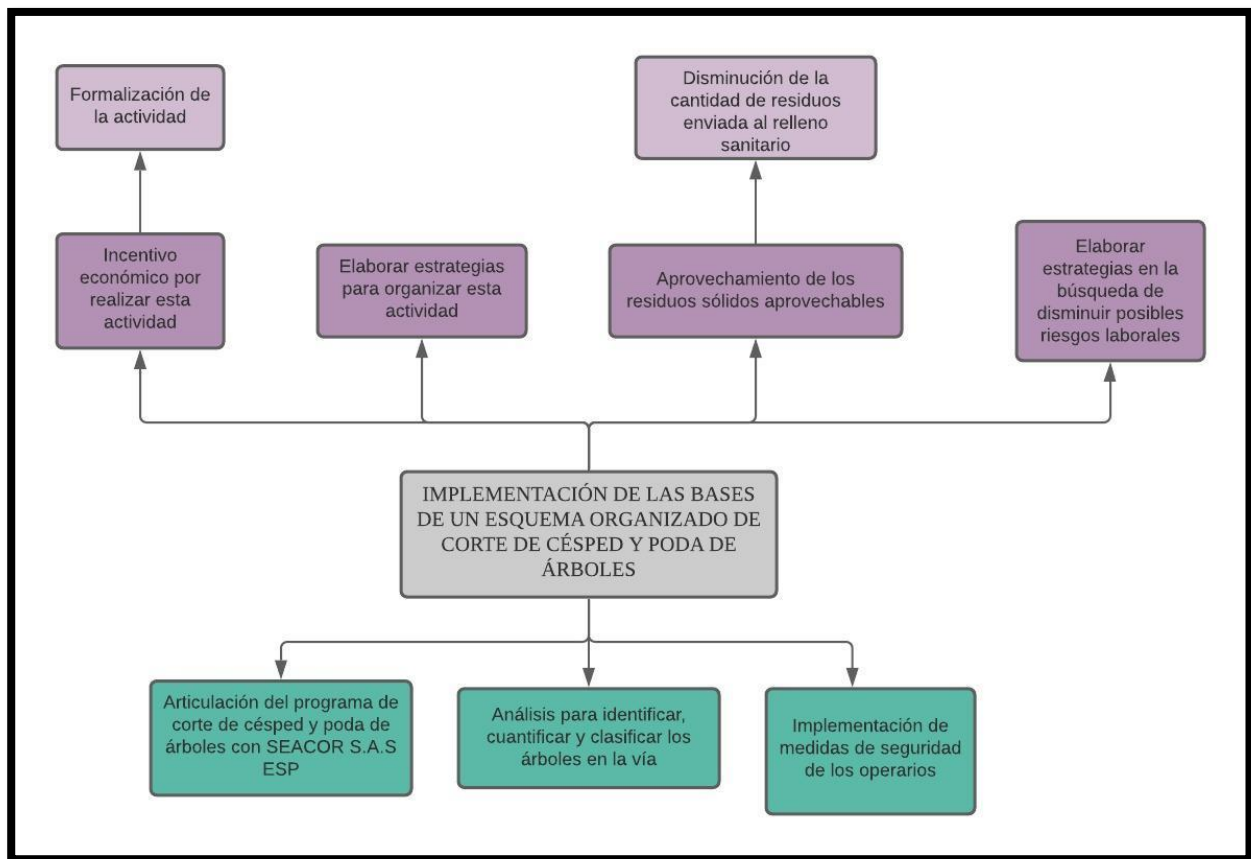 Formalización de
la actividad
Disminución de la
cantidad de residuos
enviada al relleno
sanitario
Incentivo
económico por
realizar esta
actividad
Elaborar estrategias
para organizar esta
actividad
Aprovechamiento de los
residuos sólidos aprovechables
Elaborar
estrategias en la
búsqueda de
disminuir posibles
riesgos laborales
IMPLEMENTACIÓN DE LAS BASES
DE UN ESQUEMA ORGANIZADO DE
CORTE DE CÉSPED Y PODA DE
ÁRBOLES
Articulación del programa de
corte de césped y poda de
árboles con SEACOR S.A.S
ESP
Análisis para identificar,
cuantificar y clasificar los
árboles en la vía
Implementación de
medidas de seguridad
de los operarios